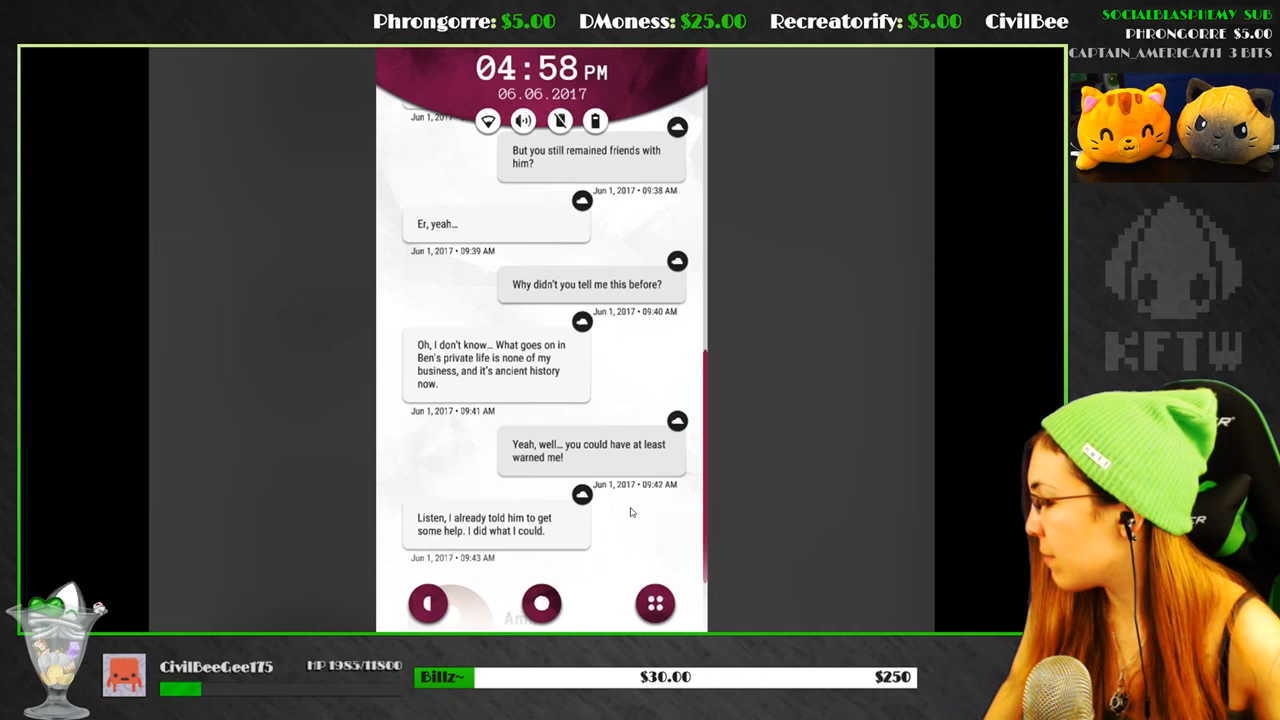 Phrongorre: $5.00 DMoness: $25.00 Recreatorify: $5.00 CivilBee
SOCIALBLASPHEMY SUB
PHRONGORRE $5.00
CAPTAIN_AMERICA711 3 BITS
04:58 PM
06.06.2017
Jun 1, 201
But you still remained friends with
him?
Jun 1, 2017 • 09:38 AM
Er, yeah...
Jun 1, 2017 • 09:39 AM
Why didn't you tell me this before?
Jun 1, 2017 • 09:40 AM
Oh, I don't know... What goes on in
Ben's private life is none of my
business, and it's ancient history
now.
Jun 1, 2017 • 09:41 AM
Yeah, well... you could have at least
warned me!
Jun 1, 2017 • 09:42 AM
Listen, I already told him to get
some help. I did what I could.
Jun 1, 2017 • 09:43 AM
KFTW
CivilBeeGee175 HP 1985/11800
Billz~ $30.00 $250